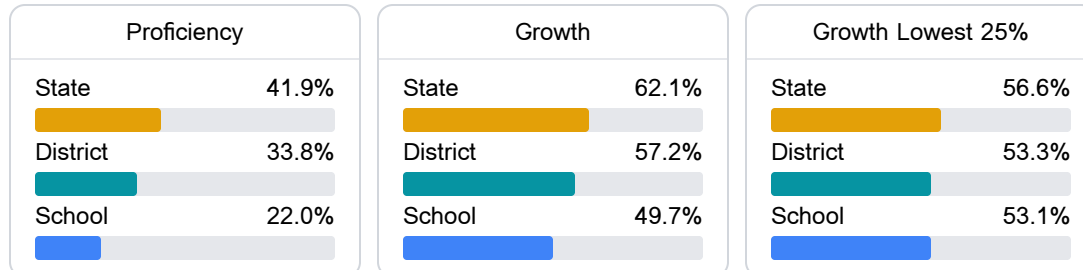 Proficiency
State 41.9%
District 33.8%
School 22.0%
Growth
State 62.1%
District 57.2%
School 49.7%
Growth Lowest 25%
State 56.6%
District 53.3%
School 53.1%